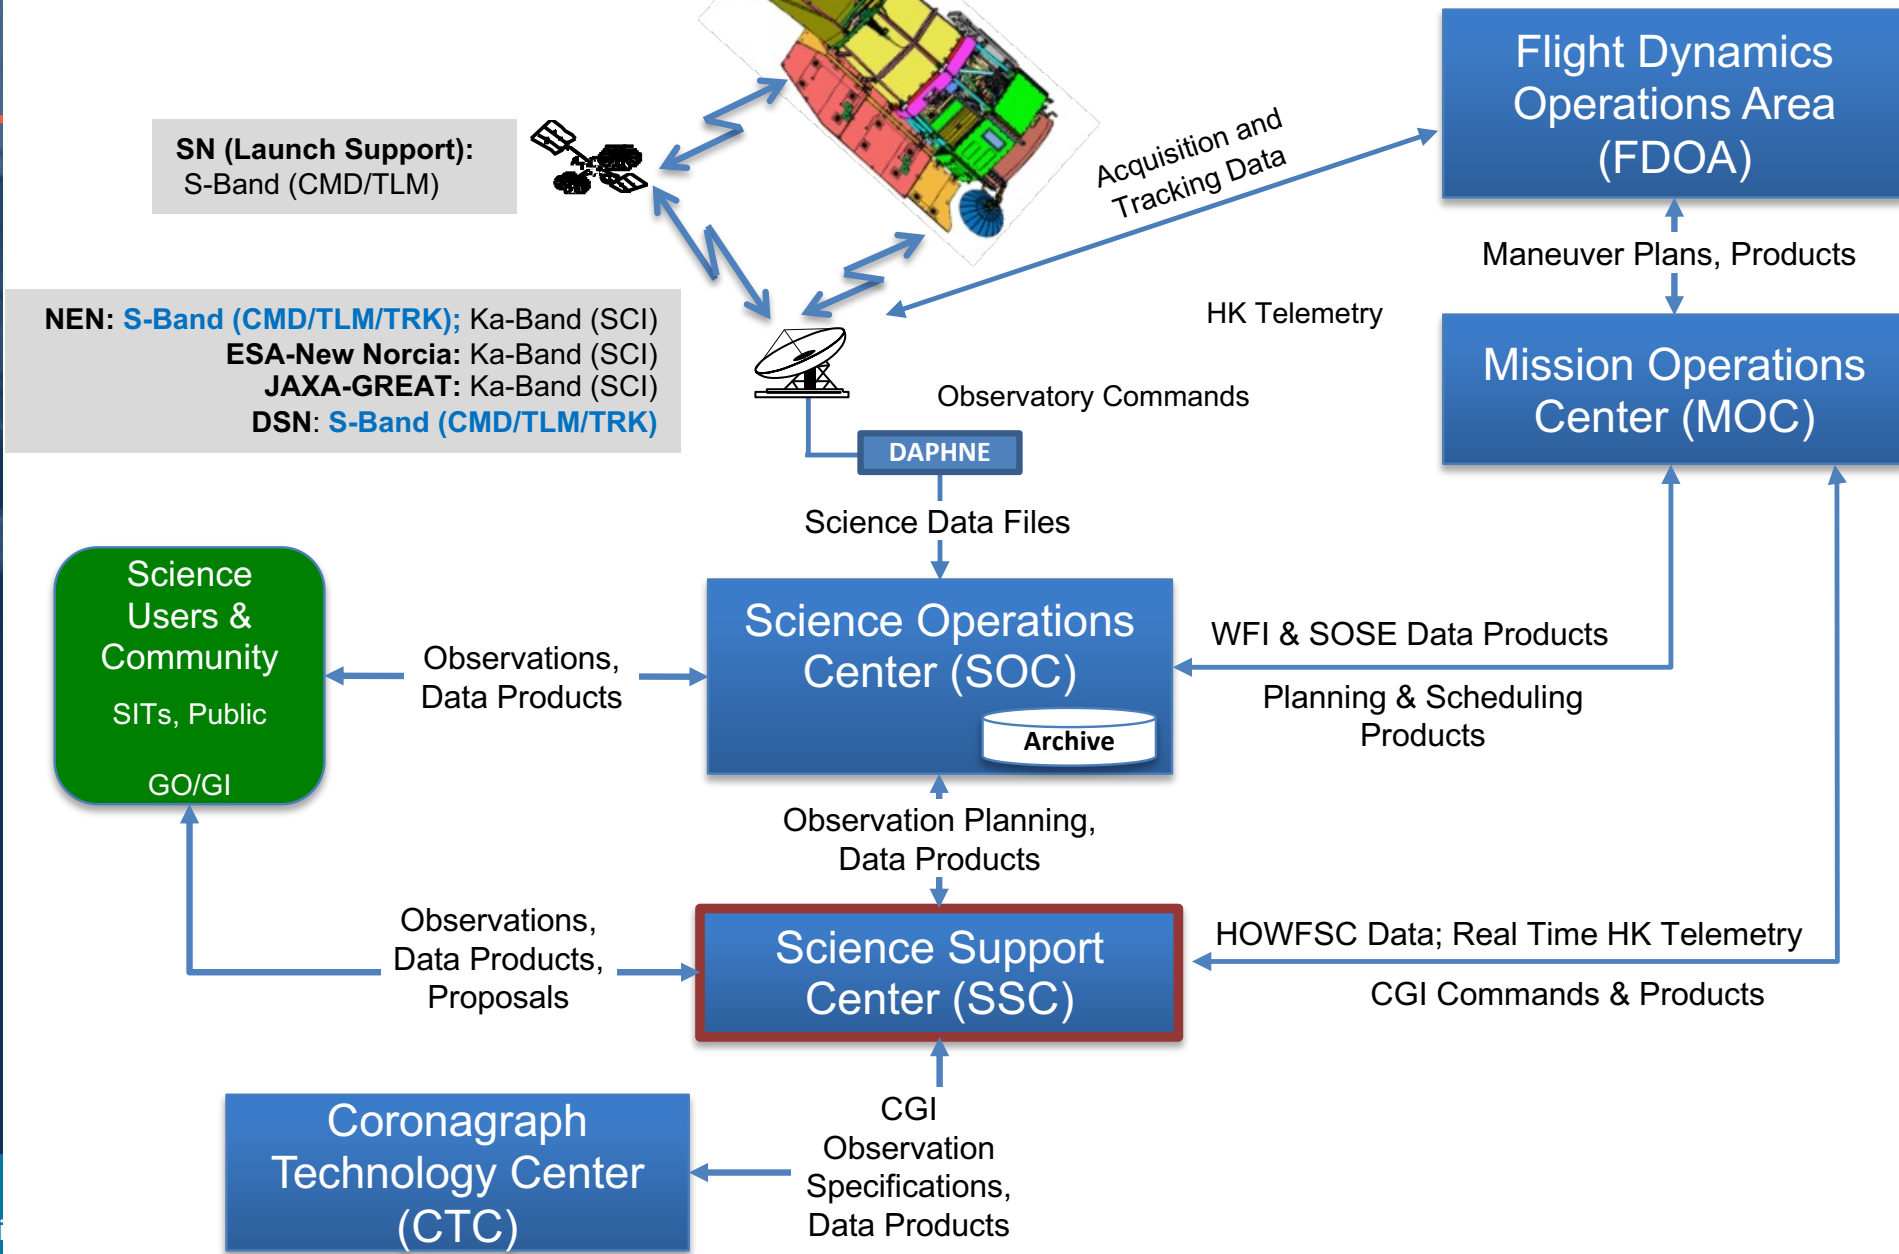 Flight Dynamics
Operations Area
(FDOA)
SN (Launch Support):
S-Band (CMD/TLM)
Acquisition and
Tracking Data
Maneuver Plans, Products
NEN: S-Band (CMD/TLM/TRK); Ka-Band (SCI)
ESA-New Norcia: Ka-Band (SCI)
JAXA-GREAT: Ka-Band (SCI)
DSN: S-Band (CMD/TLM/TRK)
HK Telemetry
Observatory Commands
Mission Operations
Center (MOC)
DAPHNE
Science Data Files
Science
Users &
Community
SITs, Public
GO/GI
Observations,
Data Products
Science Operations
Center (SOC)
Archive
WFI & SOSE Data Products
Planning & Scheduling
Products
Observation Planning,
Data Products
Observations,
Data Products,
Proposals
Science Support
Center (SSC)
HOWFSC Data; Real Time HK Telemetry
CGI Commands & Products
Coronagraph
Technology Center
(CTC)
CGI
Observation
Specifications,
Data Products